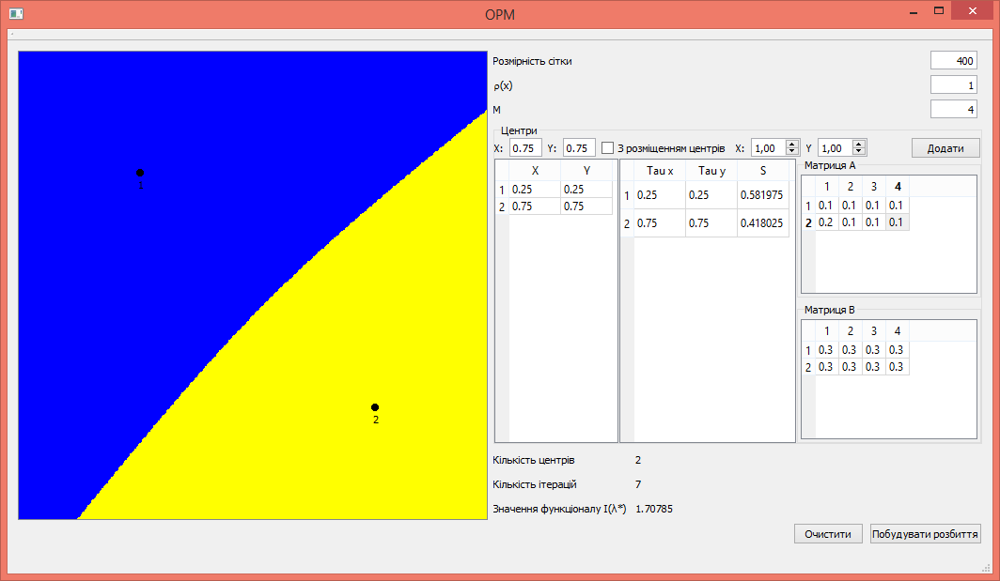 OPM
1
2
Розмірність сітки 400
ρ(x) 1
M 4
Центри
X: 0.75 Y: 0.75 З розміщенням центрів X: 1,00 Y 1,00 Додати
X Y
1 0.25 0.25
2 0.75 0.75
Tau x Tau y S
1 0.25 0.25 0.581975
2 0.75 0.75 0.418025
Матриця A
1 2 3 4
1 0.1 0.1 0.1 0.1
2 0.2 0.1 0.1 0.1
Матриця B
1 2 3 4
1 0.3 0.3 0.3 0.3
2 0.3 0.3 0.3 0.3
Кількість центрів 2
Кількість ітерацій 7
Значення функціоналу I(λ*) 1.70785
Очистити Побудувати розбиття